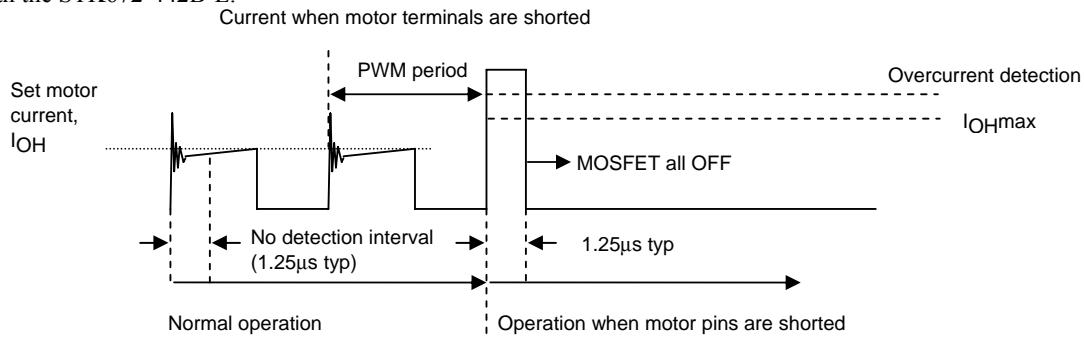 Current when motor terminals are shorted
PWM period
Set motor
current,
IOH
Overcurrent detection
IOHmax
MOSFET all OFF
No detection interval
(1.25μs typ)
1.25μs typ
Normal operation
Operation when motor pins are shorted